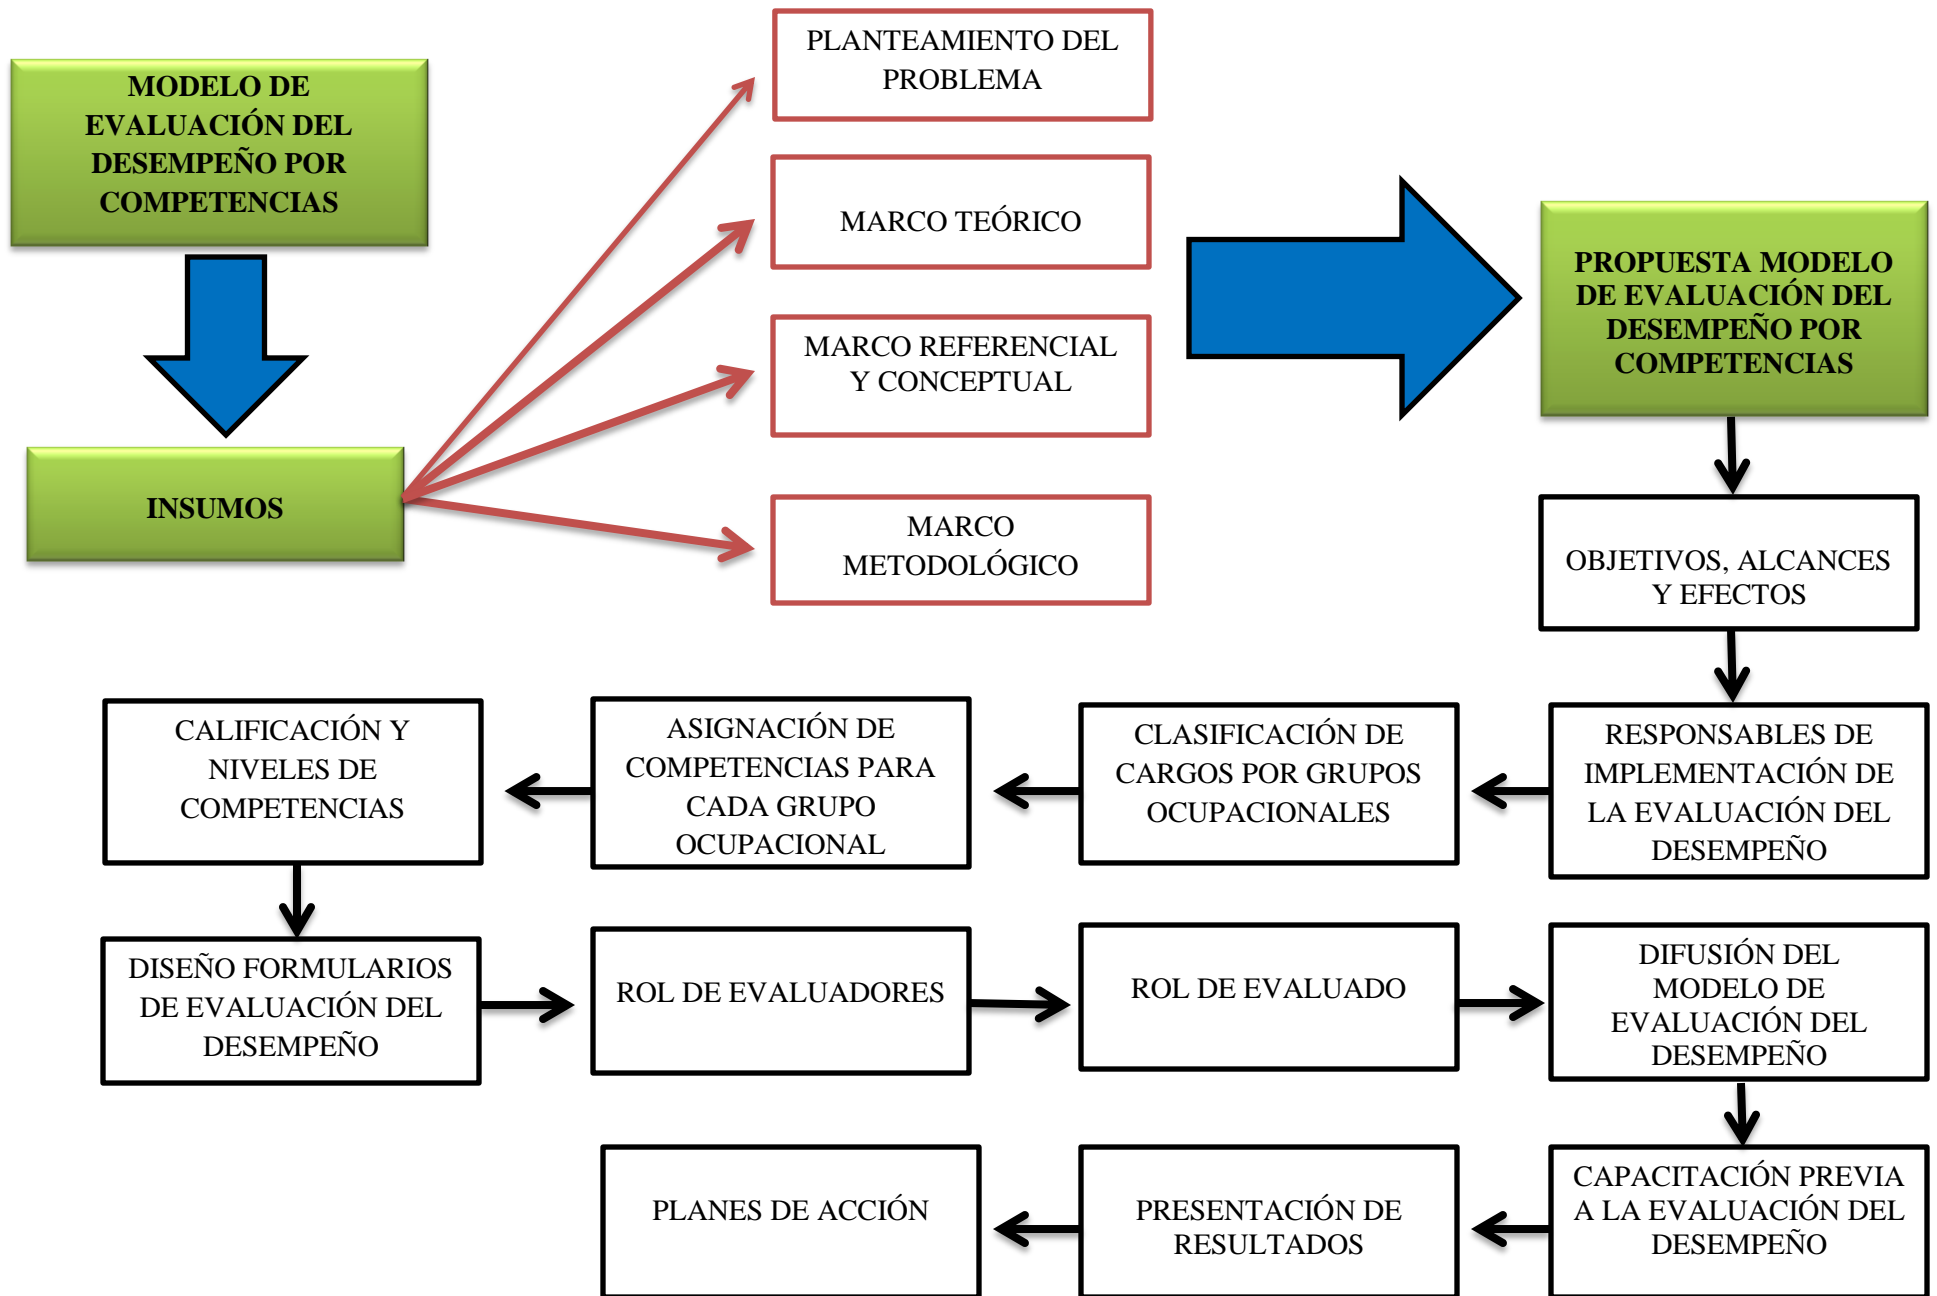 MODELO DE
EVALUACIÓN DEL
DESEMPEÑO POR
COMPETENCIAS
INSUMOS
PLANTEAMIENTO DEL
PROBLEMA
MARCO TEÓRICO
MARCO REFERENCIAL
Y CONCEPTUAL
MARCO
METODOLÓGICO
PROPUESTA MODELO
DE EVALUACIÓN DEL
DESEMPEÑO POR
COMPETENCIAS
OBJETIVOS, ALCANCES
Y EFECTOS
RESPONSABLES DE
IMPLEMENTACIÓN DE
LA EVALUACIÓN DEL
DESEMPEÑO
CLASIFICACIÓN DE
CARGOS POR GRUPOS
OCUPACIONALES
ASIGNACIÓN DE
COMPETENCIAS PARA
CADA GRUPO
OCUPACIONAL
CALIFICACIÓN Y
NIVELES DE
COMPETENCIAS
DISEÑO FORMULARIOS
DE EVALUACIÓN DEL
DESEMPEÑO
ROL DE EVALUADORES
ROL DE EVALUADO
DIFUSIÓN DEL
MODELO DE
EVALUACIÓN DEL
DESEMPEÑO
CAPACITACIÓN PREVIA
A LA EVALUACIÓN DEL
DESEMPEÑO
PRESENTACIÓN DE
RESULTADOS
PLANES DE ACCIÓN